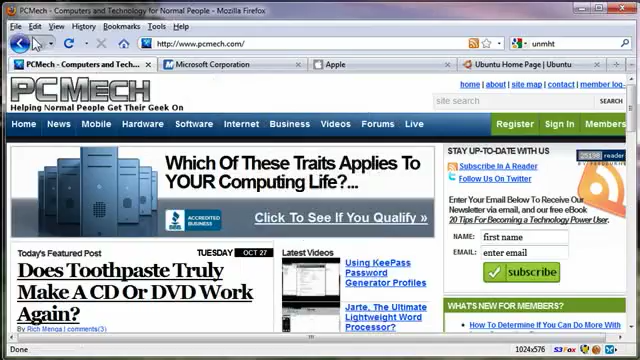 PCMech - Computers and Technology for Normal People - Mozilla Firefox
File Edit View History Bookmarks Tools Help
http://www.pcmech.com/
unmht
PCMech - Computers and Tech...
Microsoft Corporation
Apple
Ubuntu Home Page | Ubuntu
PCMECH
Helping Normal People Get Their Geek On
home | about | site map | contact | member log
site search SEARCH
Home News Mobile Hardware Software Internet Business Videos Forums Live Register Sign In Members
Which Of These Traits Applies To
YOUR Computing Life?...
BBB ACCREDITED
BUSINESS
Click To See If You Qualify »
STAY UP-TO-DATE WITH US
25198 reader
Subscribe In A Reader
Follow Us On Twitter
Enter Your Email Below To Receive Our
Newsletter via email, and our free eBook
20 Tips For Becoming a Technology Power User.
NAME: first name
EMAIL: enter email
subscribe
Today's Featured Post TUESDAY OCT 27
Does Toothpaste Truly
Make A CD Or DVD Work
Again?
By Rich Menga | comments(3)
Latest Videos
Using KeePass
Password
Generator Profiles
Jarte, The Ultimate
Lightweight Word
Processor?
WHAT'S NEW FOR MEMBERS?
How To Determine If You Can Do More With
Done 1024x576 S3Fox